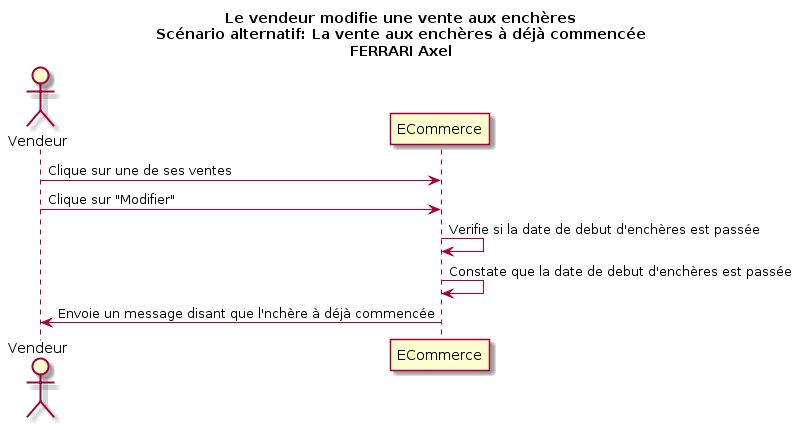 Le vendeur modifie une vente aux enchères
Scénario alternatif: La vente aux enchères à déjà commencée
FERRARI Axel
Vendeur
ECommerce
Clique sur une de ses ventes
Clique sur "Modifier"
Verifie si la date de debut d'enchères est passée
Constate que la date de debut d'enchères est passée
Envoie un message disant que l'nchère à déjà commencée
Vendeur
ECommerce